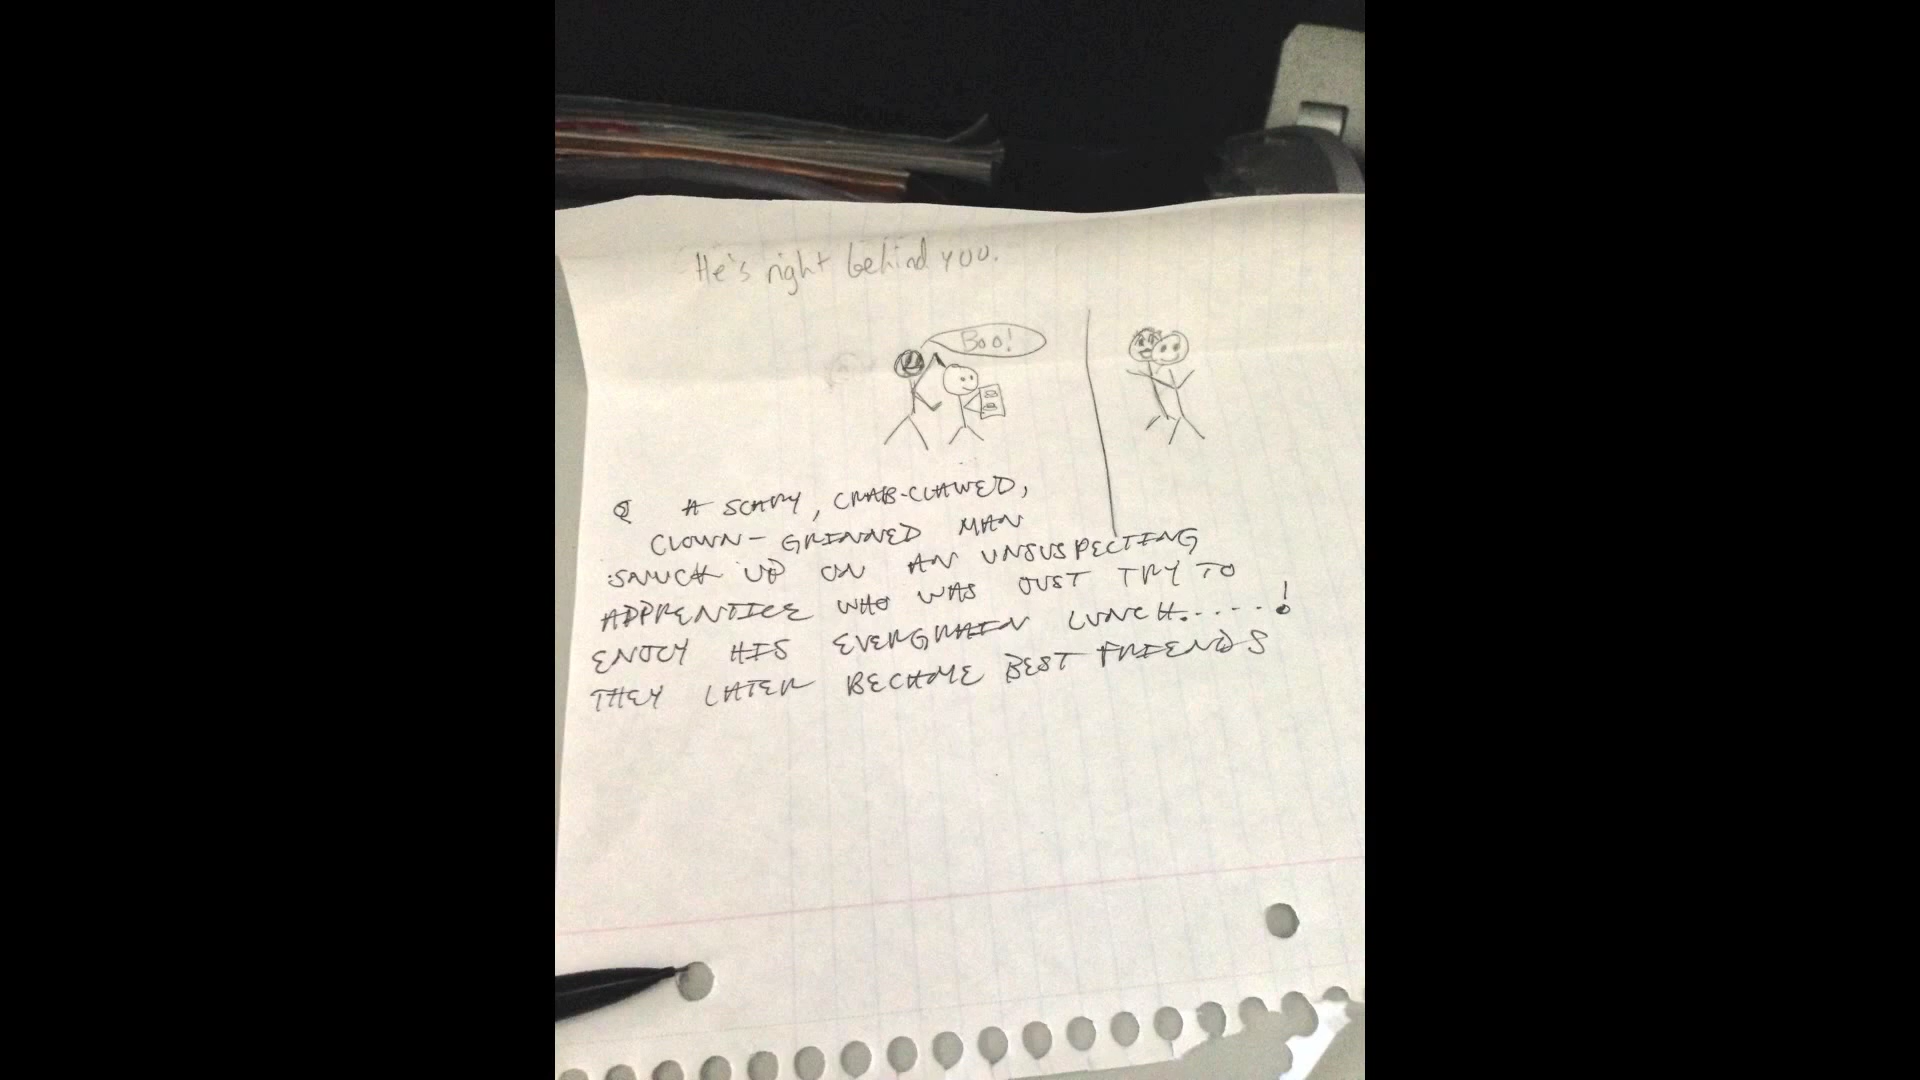 He's right behind you.
Boo!
A SCARY, CRAB-CLAWED,
CLOWN-GRINNED MAN
SNUCK UP ON AN UNSUSPECTING
APPRENTICE WHO WAS JUST TRY TO
ENJOY HIS EVERGRAIN LUNCH.....!
THEY LATER BECAME BEST FRIENDS